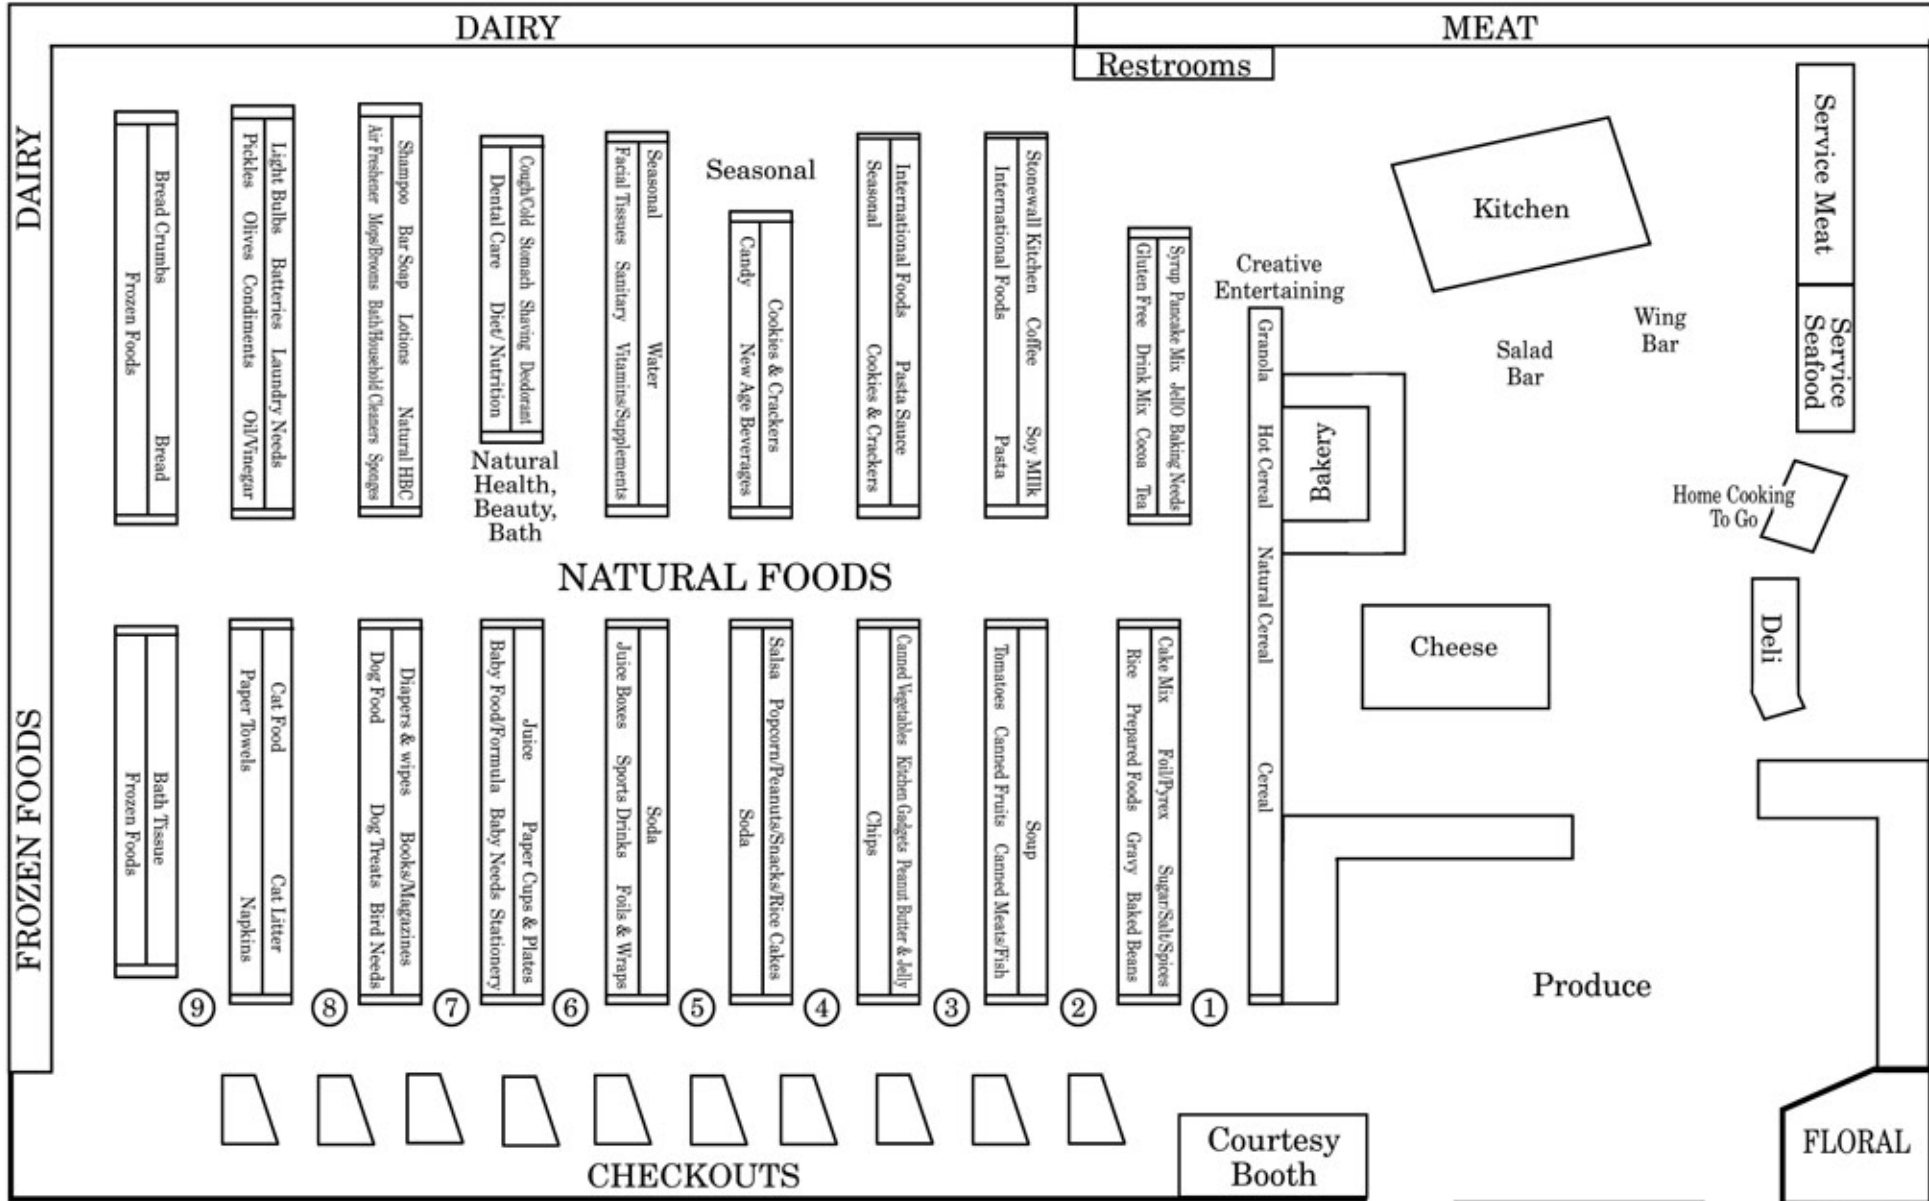 DAIRY
MEAT
Restrooms
DAIRY
FROZEN FOODS
Frozen Foods
Bread Crumbs Bread
Pickles Olives Condiments Oil/Vinegar
Light Bulbs Batteries Laundry Needs
Air Freshener Mops/Brooms Bath/Household Cleaners Sponges
Shampoo Bar Soap Lotions Natural HBC
Dental Care Diet/ Nutrition
Cough/Cold Stomach Shaving Deodorant
Natural
Health,
Beauty,
Bath
Facial Tissues Sanitary Vitamins/Supplements
Seasonal Water
Seasonal
Candy New Age Beverages
Cookies & Crackers
Seasonal Cookies & Crackers
International Foods Pasta Sauce
International Foods Pasta
Stonewall Kitchen Coffee Soy MIlk
Gluten Free Drink Mix Cocoa Tea
Syrup Pancake Mix Jell/O Baking Needs
Creative
Entertaining
Granola Hot Cereal Natural Cereal Cereal
Bakery
Kitchen
Salad
Bar
Wing
Bar
Service Meat
Service
Seafood
Home Cooking
To Go
Deli
Cheese
NATURAL FOODS
Frozen Foods
Bath Tissue
Paper Towels Napkins
Cat Food Cat Litter
Dog Food Dog Treats Bird Needs
Diapers & wipes Books/Magazines
Baby Food/Formula Baby Needs Stationery
Juice Paper Cups & Plates
Juice Boxes Sports Drinks Foils & Wraps
Soda
Soda
Salsa Popcorn/Peanuts/Snacks/Rice Cakes
Chips
Canned Vegetables Kitchen Gadgets Peanut Butter & Jelly
Tomatoes Canned Fruits Canned Meats/Fish
Soup
Rice Prepared Foods Gravy Baked Beans
Cake Mix Foil/Pyrex Sugar/Salt/Spices
Produce
9 8 7 6 5 4 3 2 1
CHECKOUTS
Courtesy
Booth
FLORAL